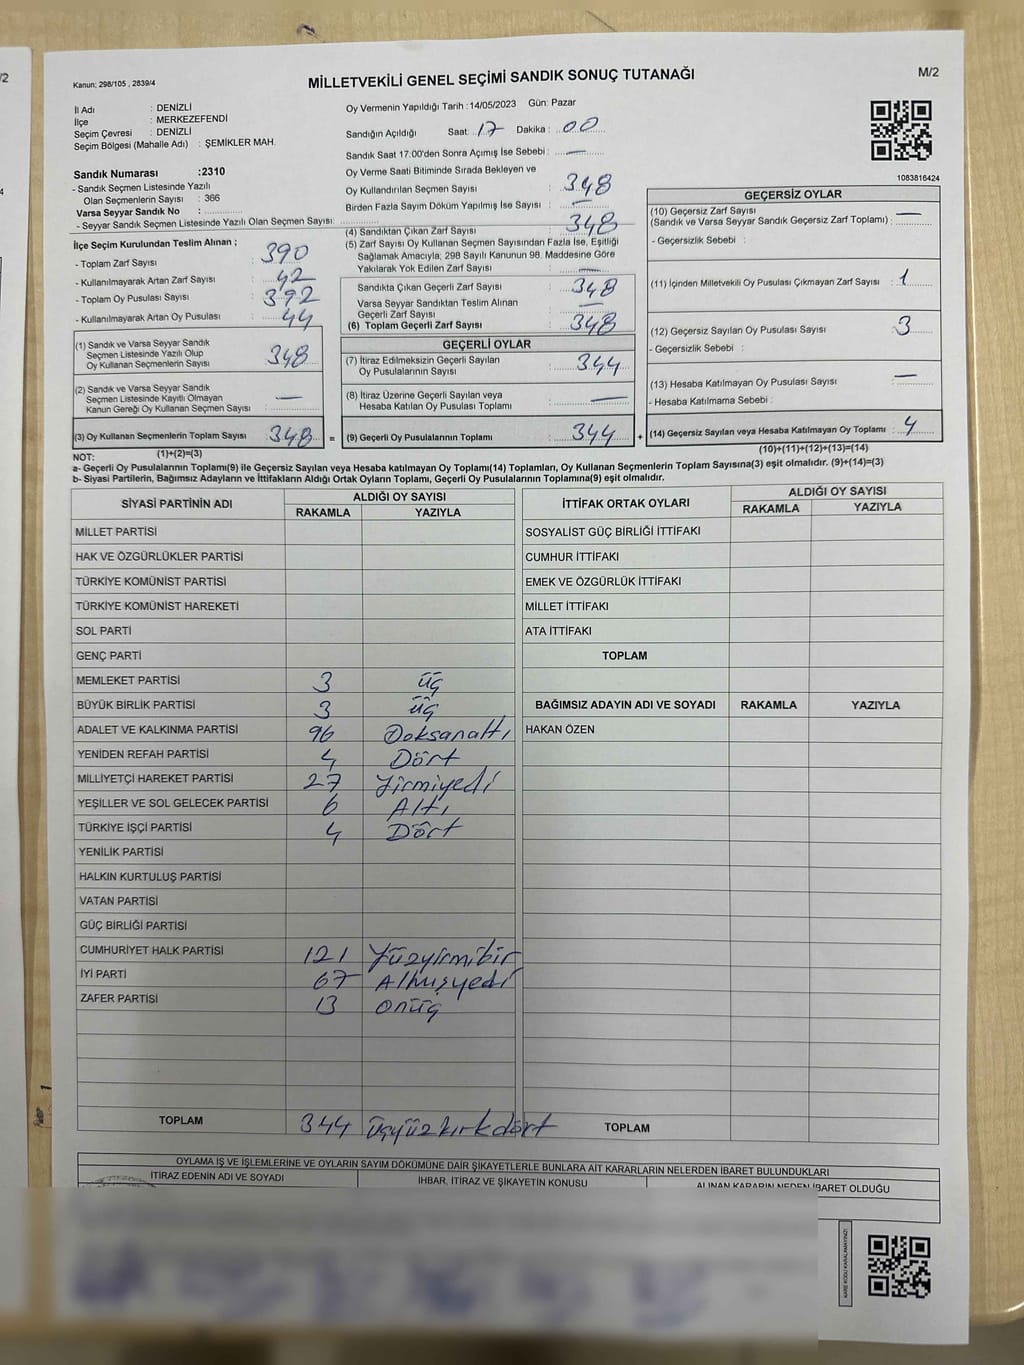 /2
Kanun: 298/105 , 2839/4
MİLLETVEKİLİ GENEL SEÇİMİ SANDIK SONUÇ TUTANAĞI
M/2
İl Adı : DENİZLİ
İlçe : MERKEZEFENDİ
Seçim Çevresi : DENİZLİ
Seçim Bölgesi (Mahalle Adı) : ŞEMİKLER MAH.
Sandık Numarası :2310
- Sandık Seçmen Listesinde Yazılı
Olan Seçmenlerin Sayısı : 366
Varsa Seyyar Sandık No :
- Seyyar Sandık Seçmen Listesinde Yazılı Olan Seçmen Sayısı:
İlçe Seçim Kurulundan Teslim Alınan ;
- Toplam Zarf Sayısı : 390
- Kullanılmayarak Artan Zarf Sayısı : 42
- Toplam Oy Pusulası Sayısı : 392
- Kullanılmayarak Artan Oy Pusulası : 44
(1) Sandık ve Varsa Seyyar Sandık
Seçmen Listesinde Yazılı Olup
Oy Kullanan Seçmenlerin Sayısı : 348
(2) Sandık ve Varsa Seyyar Sandık
Seçmen Listesinde Kayıtlı Olmayan
Kanun Gereği Oy Kullanan Seçmen Sayısı : —
(3) Oy Kullanan Seçmenlerin Toplam Sayısı : 348
(1)+(2)=(3)
Oy Vermenin Yapıldığı Tarih :14/05/2023 Gün: Pazar
Sandığın Açıldığı Saat: 17 Dakika : 00
Sandık Saat 17:00'den Sonra Açımış İse Sebebi : —
Oy Verme Saati Bitiminde Sırada Bekleyen ve
Oy Kullandırılan Seçmen Sayısı : 348
Birden Fazla Sayım Döküm Yapılmış İse Sayısı : —
(4) Sandıktan Çıkan Zarf Sayısı : 348
(5) Zarf Sayısı Oy Kullanan Seçmen Sayısından Fazla İse, Eşitliği
Sağlamak Amacıyla; 298 Sayılı Kanunun 98. Maddesine Göre
Yakılarak Yok Edilen Zarf Sayısı : —
Sandıkta Çıkan Geçerli Zarf Sayısı : 348
Varsa Seyyar Sandıktan Teslim Alınan
Geçerli Zarf Sayısı : —
(6) Toplam Geçerli Zarf Sayısı : 348
GEÇERLİ OYLAR
(7) İtiraz Edilmeksizin Geçerli Sayılan
Oy Pusulalarının Sayısı : 344
(8) İtiraz Üzerine Geçerli Sayılan veya
Hesaba Katılan Oy Pusulası Toplamı : —
= (9) Geçerli Oy Pusulalarının Toplamı : 344
1083816424
GEÇERSİZ OYLAR
(10) Geçersiz Zarf Sayısı : —
(Sandık ve Varsa Seyyar Sandık Geçersiz Zarf Toplamı)
- Geçersizlik Sebebi :
(11) İçinden Milletvekili Oy Pusulası Çıkmayan Zarf Sayısı : 1
(12) Geçersiz Sayılan Oy Pusulası Sayısı : 3
- Geçersizlik Sebebi :
(13) Hesaba Katılmayan Oy Pusulası Sayısı : —
- Hesaba Katılmama Sebebi :
+ (14) Geçersiz Sayılan veya Hesaba Katılmayan Oy Toplamı : 4
(10)+(11)+(12)+(13)=(14)
NOT:
a- Geçerli Oy Pusulalarının Toplamı(9) ile Geçersiz Sayılan veya Hesaba katılmayan Oy Toplamı(14) Toplamları, Oy Kullanan Seçmenlerin Toplam Sayısına(3) eşit olmalıdır. (9)+(14)=(3)
b- Siyasi Partilerin, Bağımsız Adayların ve İttifakların Aldığı Ortak Oyların Toplamı, Geçerli Oy Pusulalarının Toplamına(9) eşit olmalıdır.
SİYASİ PARTİNİN ADI ALDIĞI OY SAYISI
RAKAMLA YAZIYLA
MİLLET PARTİSİ
HAK VE ÖZGÜRLÜKLER PARTİSİ
TÜRKİYE KOMÜNİST PARTİSİ
TÜRKİYE KOMÜNİST HAREKETİ
SOL PARTİ
GENÇ PARTİ
MEMLEKET PARTİSİ 3 üç
BÜYÜK BİRLİK PARTİSİ 3 üç
ADALET VE KALKINMA PARTİSİ 96 Doksanaltı
YENİDEN REFAH PARTİSİ 4 Dört
MİLLİYETÇİ HAREKET PARTİSİ 27 Yirmiyedi
YEŞİLLER VE SOL GELECEK PARTİSİ 6 Altı
TÜRKİYE İŞÇİ PARTİSİ 4 Dört
YENİLİK PARTİSİ
HALKIN KURTULUŞ PARTİSİ
VATAN PARTİSİ
GÜÇ BİRLİĞİ PARTİSİ
CUMHURİYET HALK PARTİSİ 121 Yüzyirmibir
İYİ PARTİ 67 Altmışyedi
ZAFER PARTİSİ 13 onüç
TOPLAM 344 üçyüzkırkdört
İTTİFAK ORTAK OYLARI ALDIĞI OY SAYISI
RAKAMLA YAZIYLA
SOSYALİST GÜÇ BİRLİĞİ İTTİFAKI
CUMHUR İTTİFAKI
EMEK VE ÖZGÜRLÜK İTTİFAKI
MİLLET İTTİFAKI
ATA İTTİFAKI
TOPLAM
BAĞIMSIZ ADAYIN ADI VE SOYADI RAKAMLA YAZIYLA
HAKAN ÖZEN
TOPLAM
OYLAMA İŞ VE İŞLEMLERİNE VE OYLARIN SAYIM DÖKÜMÜNE DAİR ŞİKAYETLERLE BUNLARA AİT KARARLARIN NELERDEN İBARET BULUNDUKLARI
İTİRAZ EDENİN ADI VE SOYADI İHBAR, İTİRAZ VE ŞİKAYETİN KONUSU ALINAN KARARIN NEDEN İBARET OLDUĞU
KARE KODU KARALAMAYINIZ!